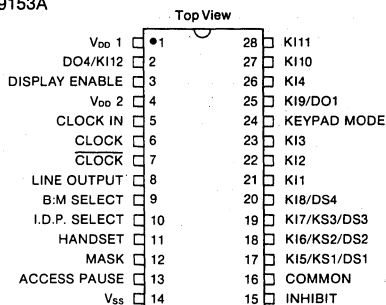 9153A
Top View
V_DD 1 1 28 KI11
DO4/KI12 2 27 KI10
DISPLAY ENABLE 3 26 KI4
V_DD 2 4 25 KI9/DO1
CLOCK IN 5 24 KEYPAD MODE
CLOCK 6 23 KI3
CLOCK 7 22 KI2
LINE OUTPUT 8 21 KI1
B:M SELECT 9 20 KI8/DS4
I.D.P. SELECT 10 19 KI7/KS3/DS3
HANDSET 11 18 KI6/KS2/DS2
MASK 12 17 KI5/KS1/DS1
ACCESS PAUSE 13 16 COMMON
V_SS 14 15 INHIBIT